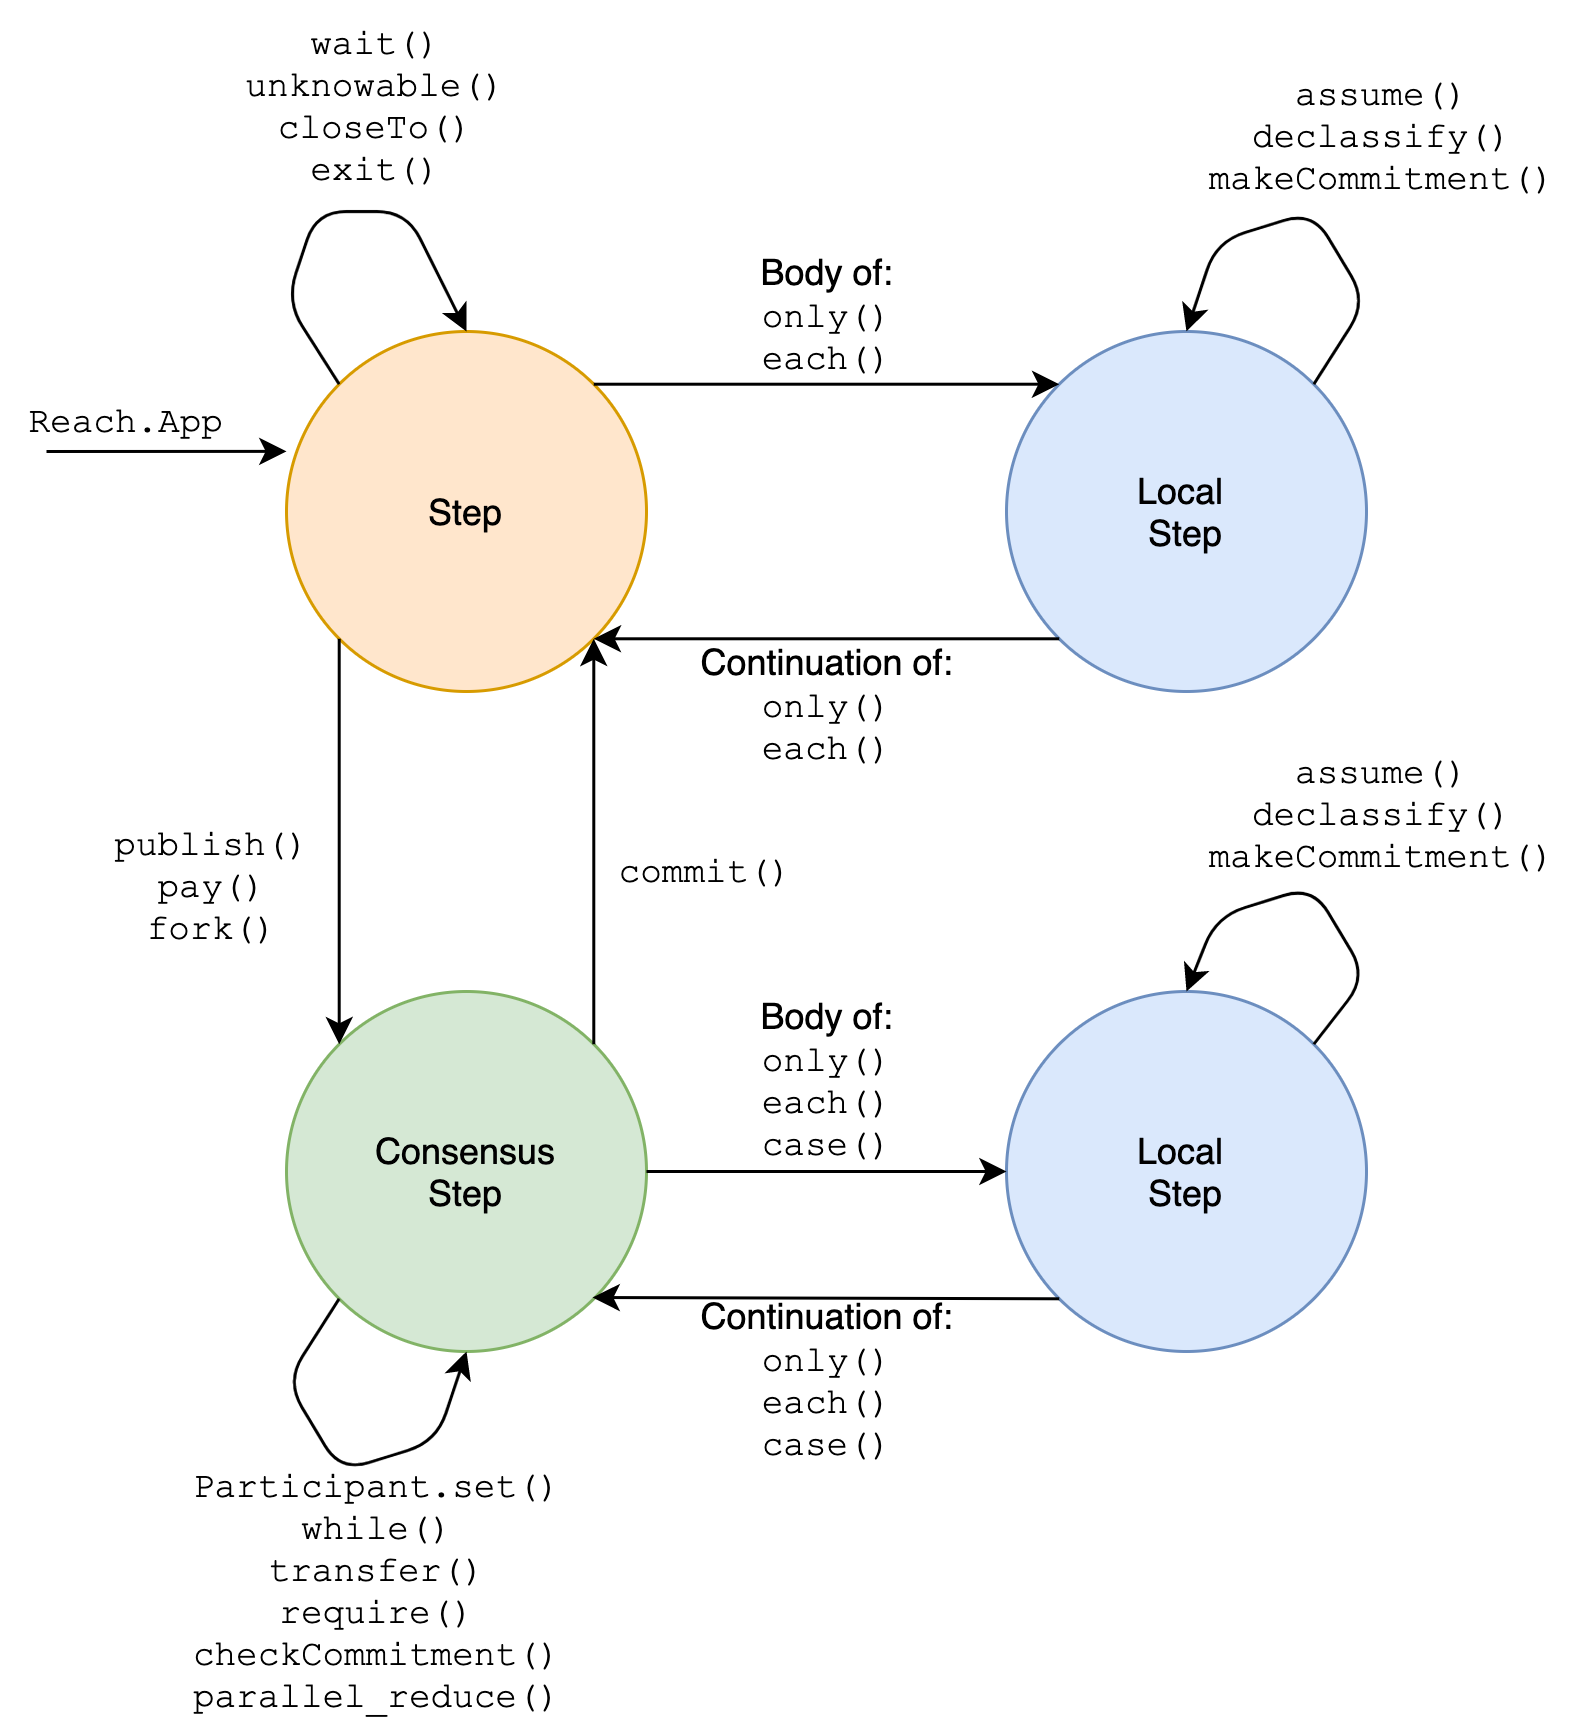 wait()
unknowable()
closeTo()
exit()
assume()
declassify()
makeCommitment()
Body of:
only()
each()
Reach.App
Step
Local
Step
Continuation of:
only()
each()
publish()
pay()
fork()
commit()
assume()
declassify()
makeCommitment()
Body of:
only()
each()
case()
Consensus
Step
Local
Step
Continuation of:
only()
each()
case()
Participant.set()
while()
transfer()
require()
checkCommitment()
parallel_reduce()